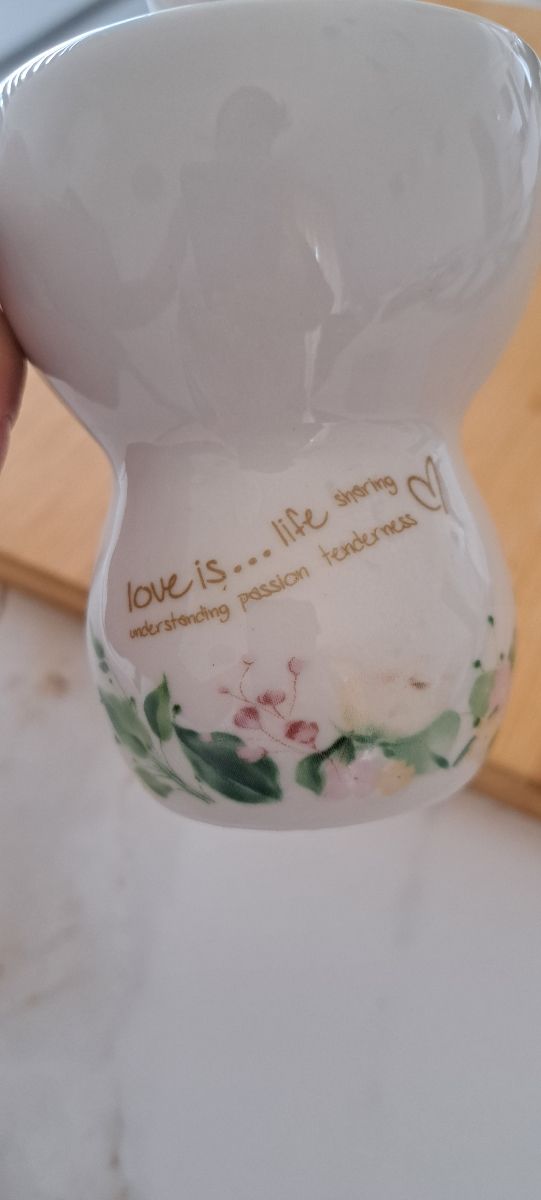 love is... life sharing
understanding passion tenderness